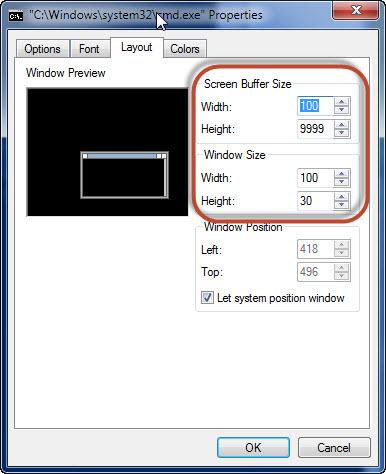 "C:\Windows\system32\cmd.exe" Properties
Options Font Layout Colors
Window Preview
Screen Buffer Size
Width: 100
Height: 9999
Window Size
Width: 100
Height: 30
Window Position
Left: 418
Top: 496
Let system position window
OK Cancel